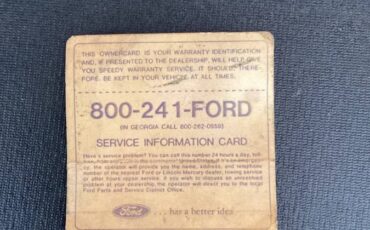 THIS OWNERCARD IS YOUR WARRANTY IDENTIFICATION
AND, IF PRESENTED TO THE DEALERSHIP, WILL HELP GIVE
YOU SPEEDY WARRANTY SERVICE. IT SHOULD, THERE-
FORE, BE KEPT IN YOUR VEHICLE AT ALL TIMES.
800-241-FORD
(IN GEORGIA CALL 800-282-0959)
SERVICE INFORMATION CARD
Have a service problem? You can call this number 24 hours a day, toll-
the operator will provide you the name, address, and telephone
number of the nearest Ford or Lincoln Mercury dealer, towing service
or after hours repair service. If you wish to discuss an unresolved
problem at your dealership, the operator will direct you to the local
Ford Parts and Service District Office.
Ford ...has a better idea